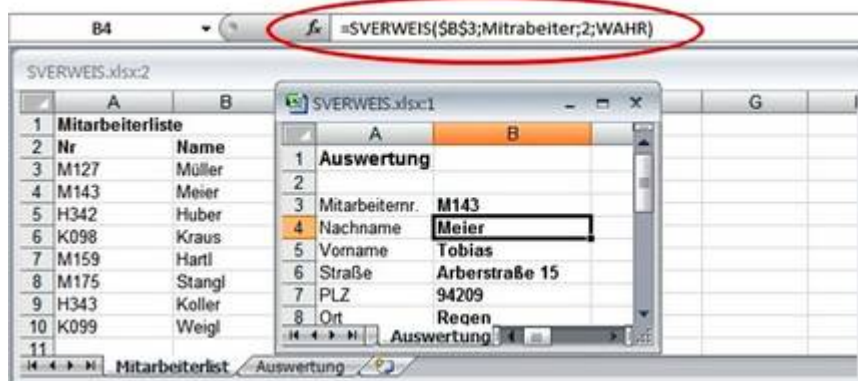 B4 fx =SVERWEIS($B$3;Mitrabeiter;2;WAHR)
SVERWEIS.xlsx:2
A B G
1 Mitarbeiterliste
2 Nr Name
3 M127 Müller
4 M143 Meier
5 H342 Huber
6 K098 Kraus
7 M159 Hartl
8 M175 Stangl
9 H343 Koller
10 K099 Weigl
11
Mitarbeiterlist Auswertung
SVERWEIS.xlsx:1
A B
1 Auswertung
2
3 Mitarbeiternr. M143
4 Nachname Meier
5 Vorname Tobias
6 Straße Arberstraße 15
7 PLZ 94209
8 Ort Regen
Auswertung